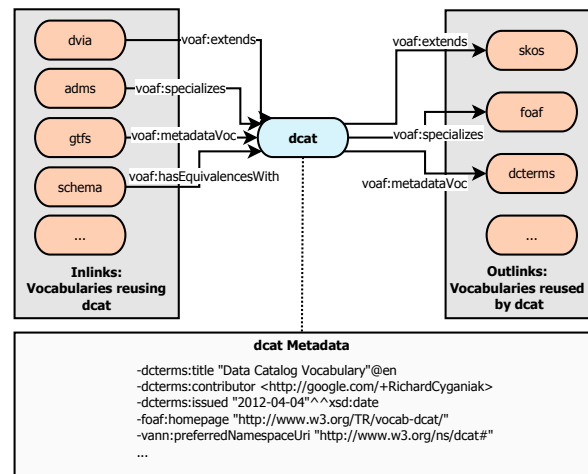 dvia
voaf:extends
adms
voaf:specializes
gtfs
voaf:metadataVoc
schema
voaf:hasEquivalencesWith
...
Inlinks:
Vocabularies reusing
dcat
dcat
voaf:extends
skos
foaf
voaf:specializes
dcterms
voaf:metadataVoc
...
Outlinks:
Vocabularies reused
by dcat
dcat Metadata
-dcterms:title "Data Catalog Vocabulary"@en
-dcterms:contributor <http://google.com/+RichardCyganiak>
-dcterms:issued "2012-04-04"^^xsd:date
-foaf:homepage "http://www.w3.org/TR/vocab-dcat/"
-vann:preferredNamespaceUri "http://www.w3.org/ns/dcat#"
...